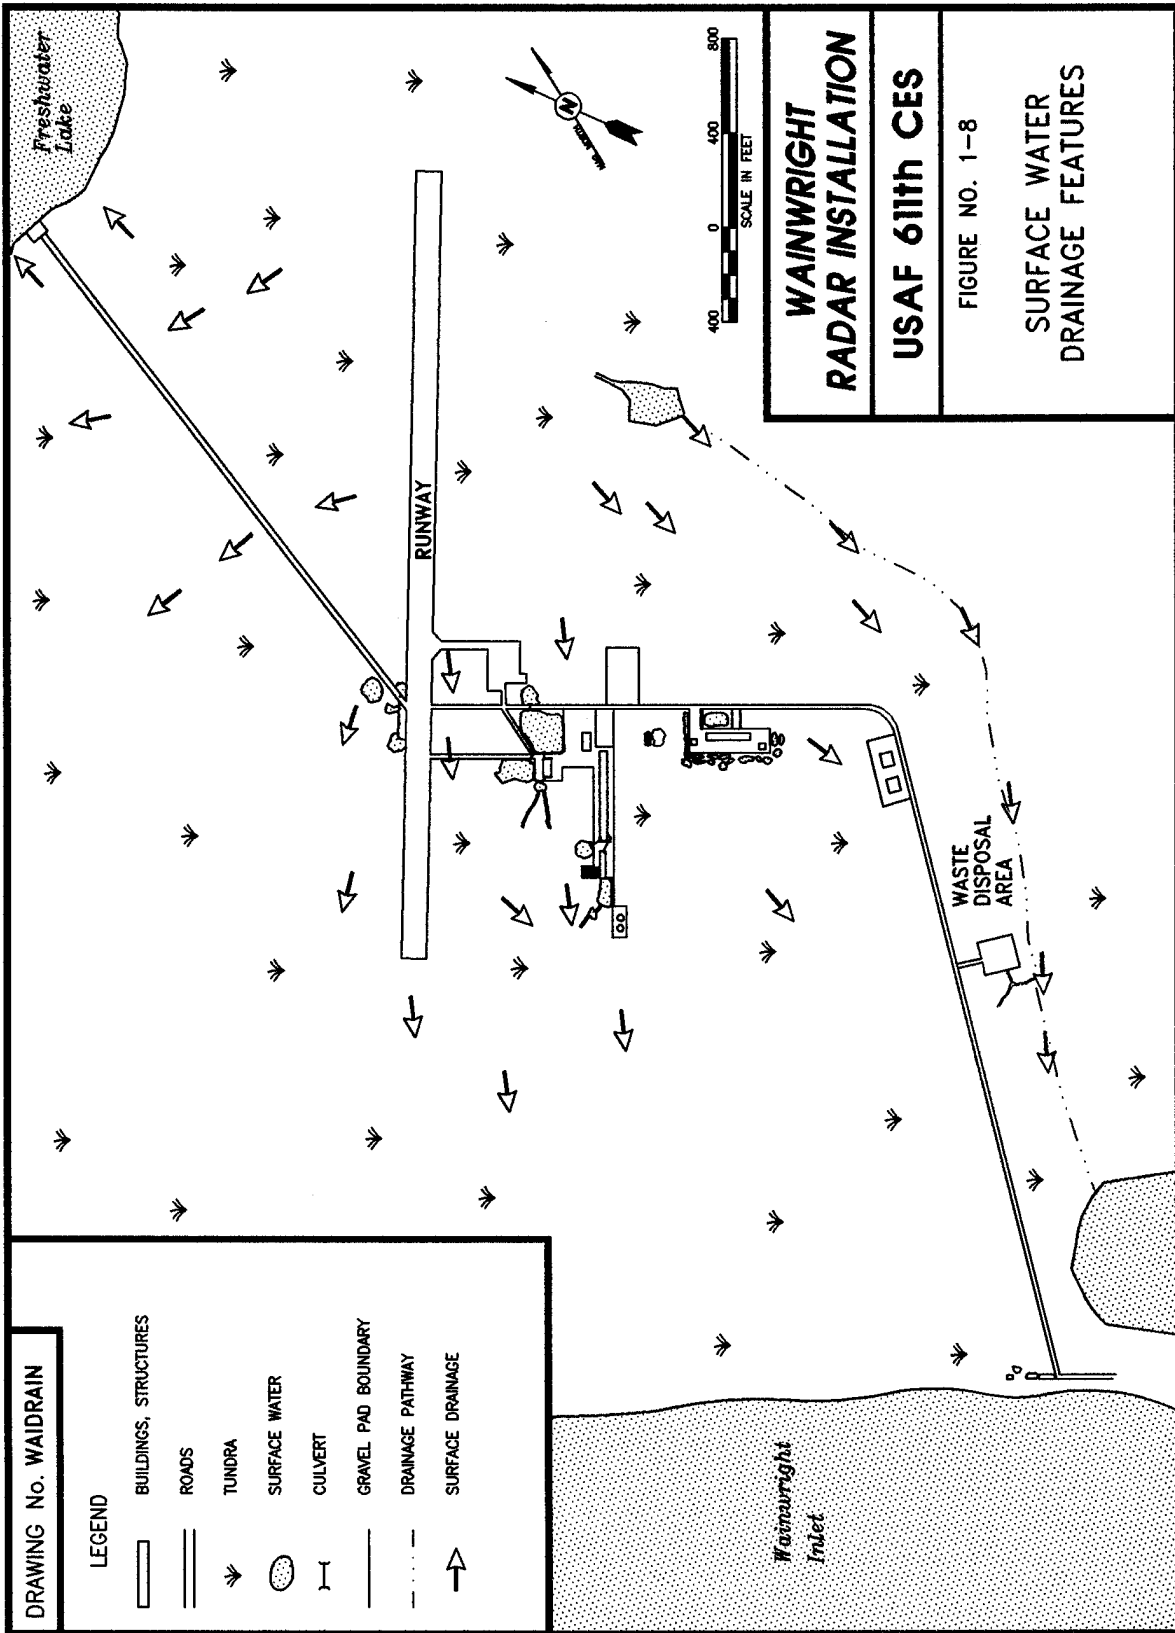 DRAWING No. WAIDRAIN
LEGEND
BUILDINGS, STRUCTURES
ROADS
TUNDRA
SURFACE WATER
CULVERT
GRAVEL PAD BOUNDARY
DRAINAGE PATHWAY
SURFACE DRAINAGE
Freshwater
Lake
RUNWAY
WASTE
DISPOSAL
AREA
Wainwright
Inlet
N
MAG. NORTH
400
0
400
800
SCALE IN FEET
WAINWRIGHT
RADAR INSTALLATION
USAF 611th CES
FIGURE NO. 1-8
SURFACE WATER
DRAINAGE FEATURES